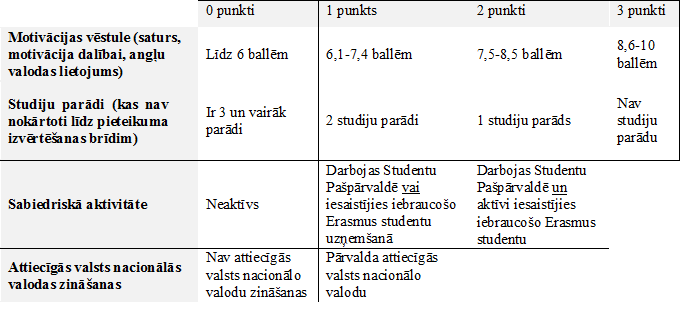 0 punkti
1 punkts
2 punkti
3 punkti
Motivācijas vēstule (saturs,
motivācija dalībai, angļu
valodas lietojums)
Līdz 6 ballēm
6,1-7,4 ballēm
7,5-8,5 ballēm
8,6-10
ballēm
Studiju parādi (kas nav
nokārtoti līdz pieteikuma
izvērtēšanas brīdim)
Ir 3 un vairāk
parādi
2 studiju parādi
1 studiju parāds
Nav
studiju
parādu
Sabiedriskā aktivitāte
Neaktīvs
Darbojas Studentu
Pašpārvaldē vai
iesaistījies iebraucošo
Erasmus studentu
uzņemšanā
Darbojas Studentu
Pašpārvaldē un
aktīvi iesaistījies
iebraucošo Erasmus
studentu
Attiecīgās valsts nacionālās
valodas zināšanas
Nav attiecīgās
valsts nacionālo
valodu zināšanas
Pārvalda attiecīgās
valsts nacionālo
valodu